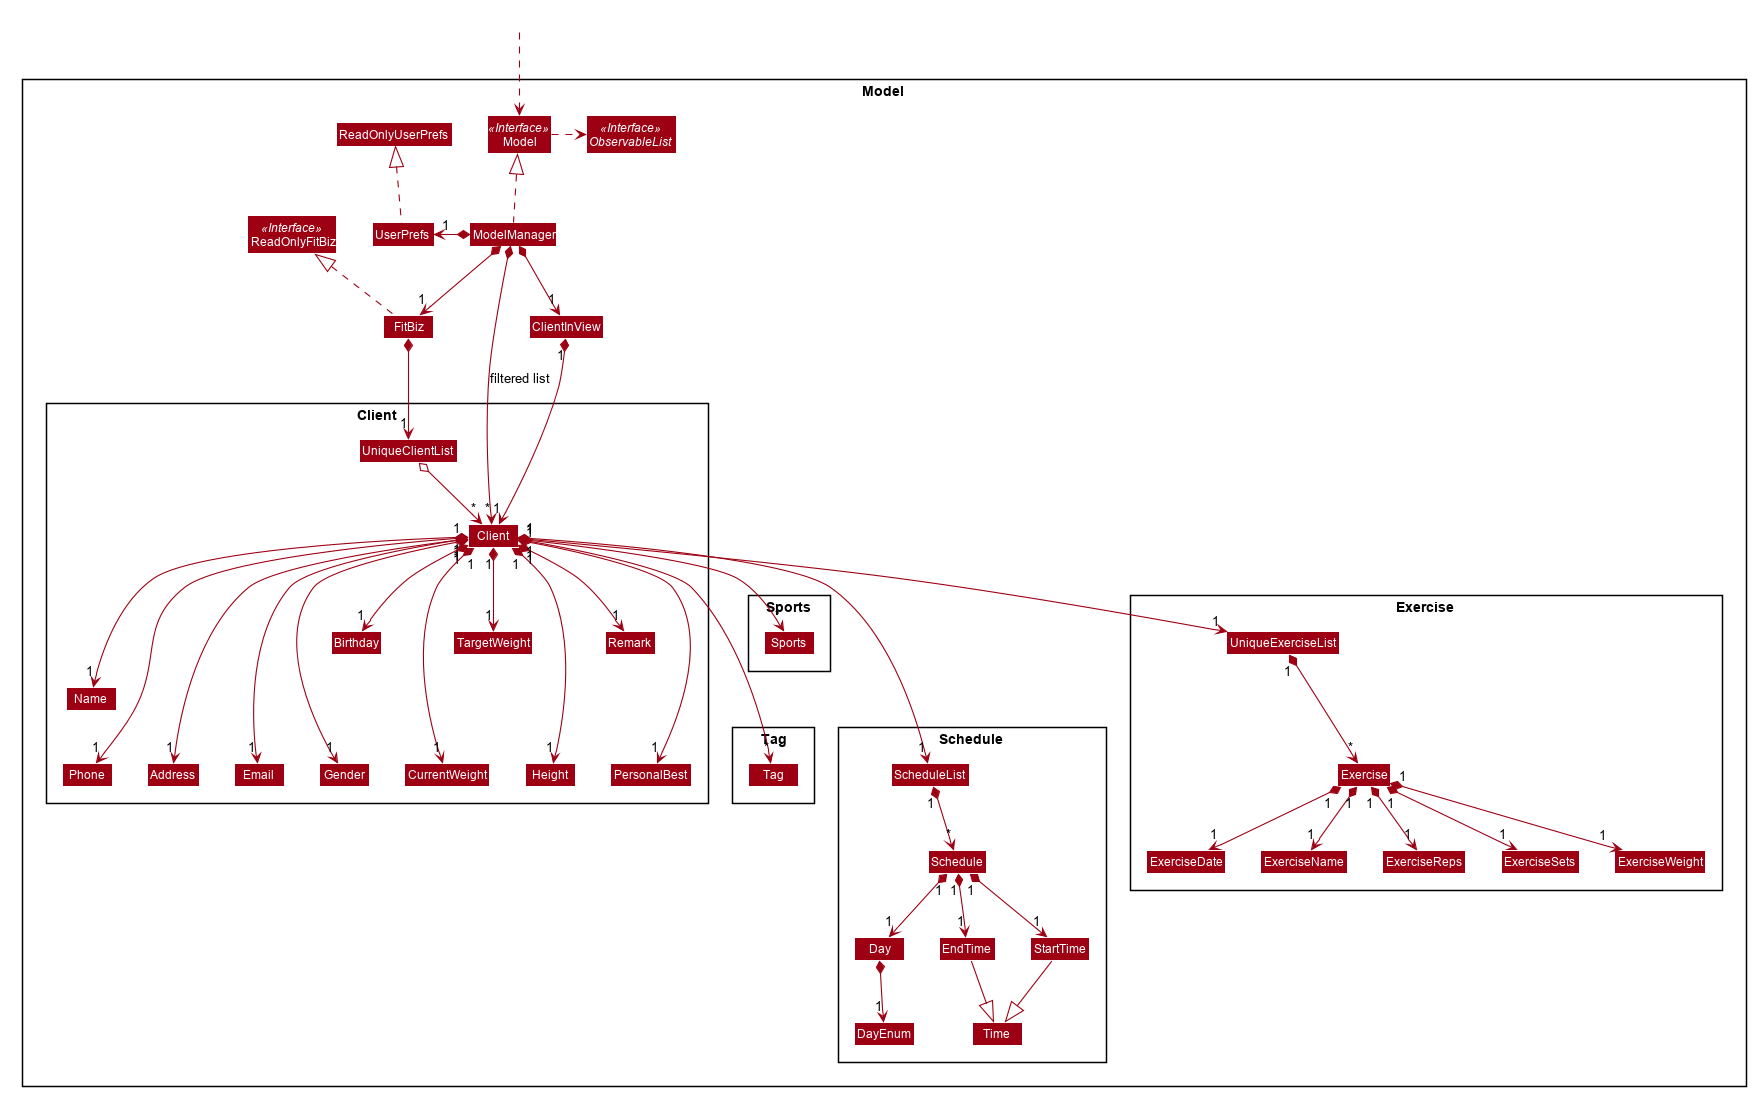 Model
«Interface»
Model
«Interface»
ObservableList
ReadOnlyUserPrefs
«Interface»
ReadOnlyFitBiz
UserPrefs
1
ModelManager
1
FitBiz
1
ClientInView
1
filtered list
Client
1
UniqueClientList
*
*
1
1
Client
1
1
1
1
1
1
1
Birthday
1
TargetWeight
1
Remark
1
Name
1
Phone
1
Address
1
Email
1
Gender
1
CurrentWeight
1
Height
1
PersonalBest
Sports
Sports
Tag
Tag
Schedule
1
ScheduleList
1
*
Schedule
1
1
1
1
Day
1
EndTime
1
StartTime
1
DayEnum
Time
Exercise
1
UniqueExerciseList
1
*
Exercise
1
1
1
1
1
1
ExerciseDate
1
ExerciseName
1
ExerciseReps
1
ExerciseSets
1
ExerciseWeight